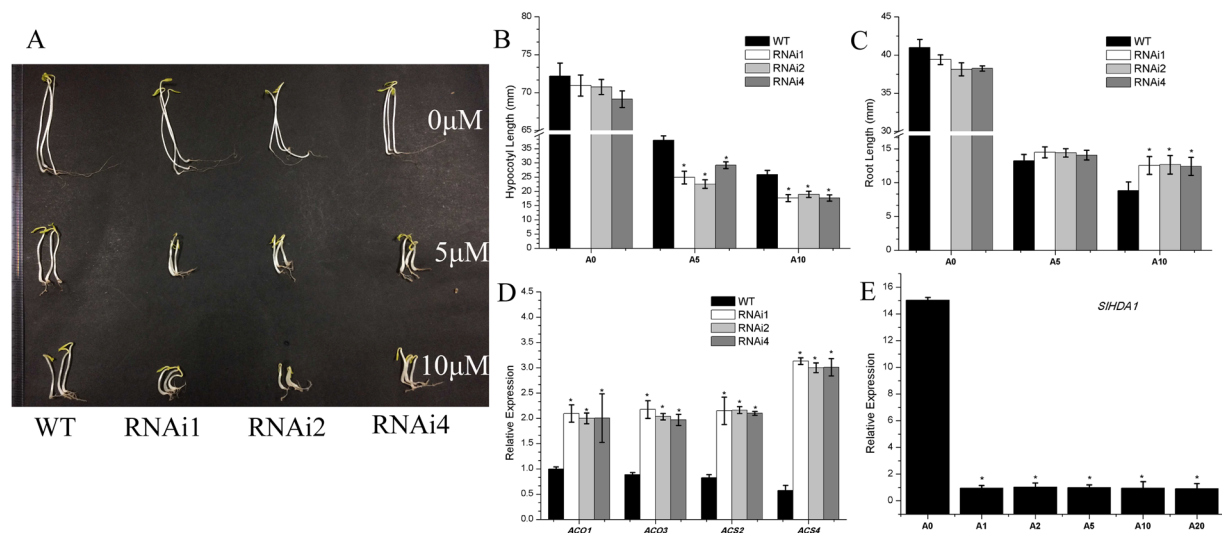 A
0μM
5μM
10μM
WT RNAi1 RNAi2 RNAi4
B
Hypocotyl Length (mm)
75
70
65
35
30
25
20
15
10
5
0
WT
RNAi1
RNAi2
RNAi4
* * *
* * *
A0 A5 A10
C
Root Length (mm)
45
40
35
30
15
10
5
0
WT
RNAi1
RNAi2
RNAi4
* * *
A0 A5 A10
D
Relative Expression
4.5
4.0
3.5
3.0
2.5
2.0
1.5
1.0
0.5
0.0
WT
RNAi1
RNAi2
RNAi4
* * *
* * *
* * *
* * *
ACO1 ACO3 ACS2 ACS4
E
SlHDA1
Relative Expression
16
14
12
10
8
6
4
2
0
* * * * *
A0 A1 A2 A5 A10 A20